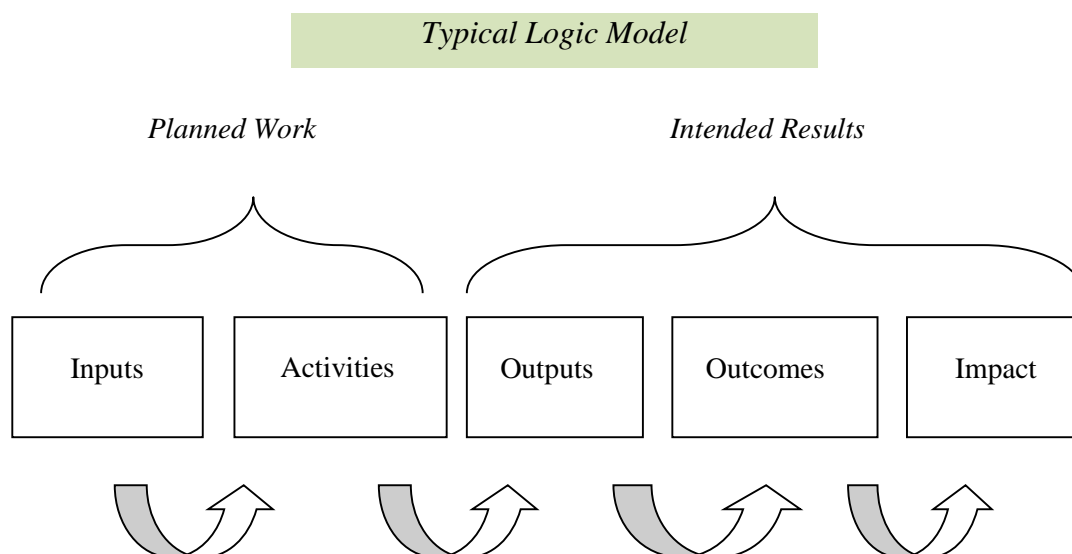 Typical Logic Model
Planned Work
Intended Results
Inputs
Activities
Outputs
Outcomes
Impact